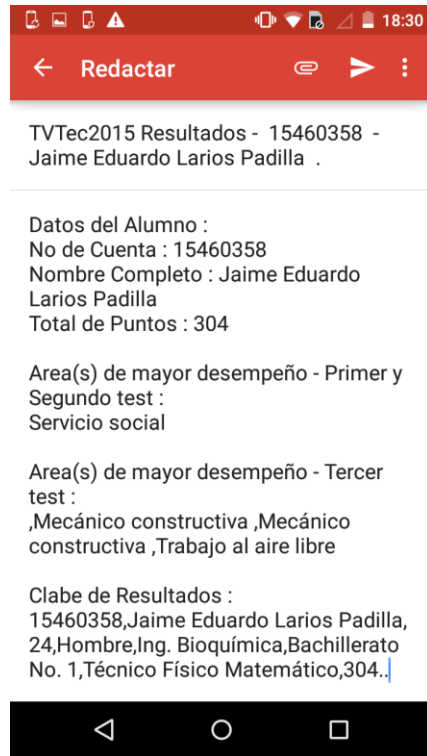 18:30
Redactar
TVTec2015 Resultados -  15460358  -
Jaime Eduardo Larios Padilla  .
Datos del Alumno :
No de Cuenta : 15460358
Nombre Completo : Jaime Eduardo
Larios Padilla
Total de Puntos : 304
Area(s) de mayor desempeño - Primer y
Segundo test :
Servicio social
Area(s) de mayor desempeño - Tercer
test :
,Mecánico constructiva ,Mecánico
constructiva ,Trabajo al aire libre
Clabe de Resultados :
15460358,Jaime Eduardo Larios Padilla,
24,Hombre,Ing. Bioquímica,Bachillerato
No. 1,Técnico Físico Matemático,304..